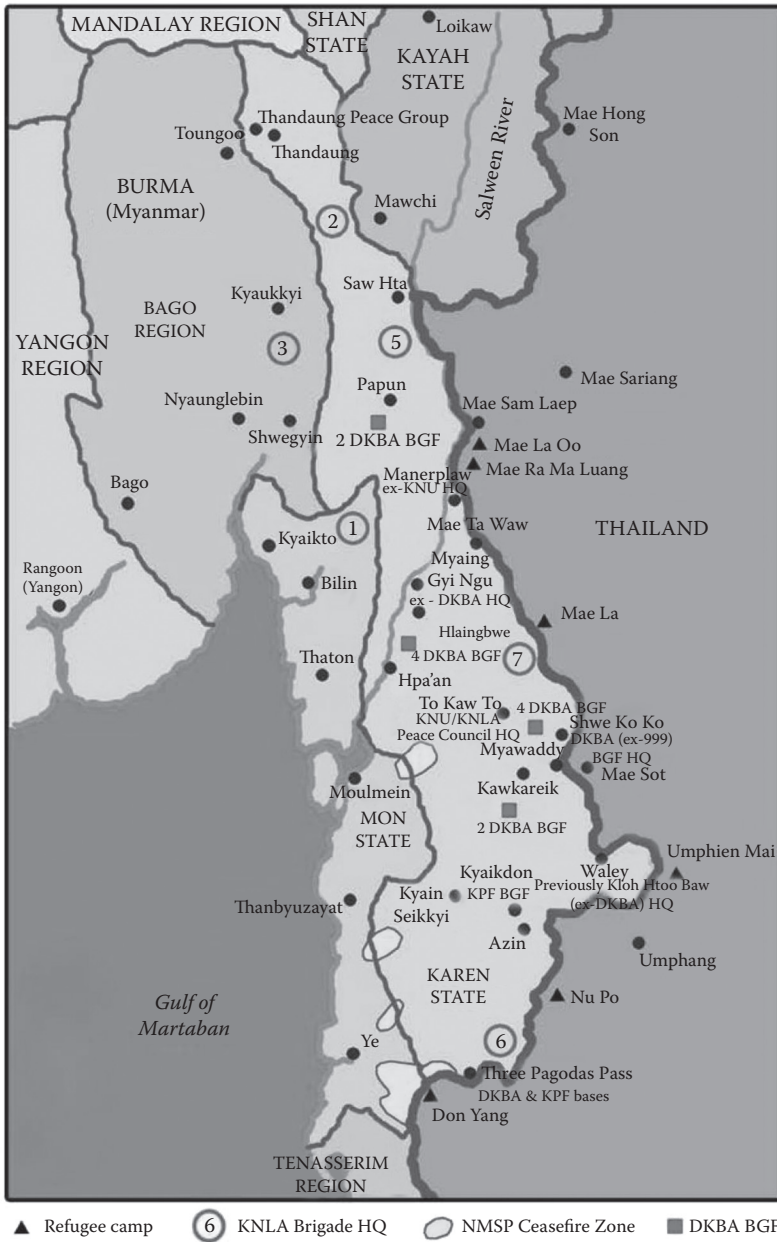 MANDALAY REGION
SHAN
STATE
Loikaw
KAYAH
STATE
Salween River
Mae Hong
Son
Thandaung Peace Group
Toungoo
Thandaung
BURMA
(Myanmar)
Mawchi
2
Saw Hta
Kyaukkyi
BAGO
REGION
YANGON
REGION
3
5
Mae Sariang
Papun
Nyaunglebin
Shwegyin
2 DKBA BGF
Mae Sam Laep
Mae La Oo
Mae Ra Ma Luang
Manerplaw
ex-KNU HQ
Bago
Mae Ta Waw
THAILAND
1
Kyaikto
Myaing
Gyi Ngu
ex - DKBA HQ
Rangoon
(Yangon)
Bilin
Mae La
Hlaingbwe
4 DKBA BGF
7
Thaton
Hpa'an
To Kaw To
KNU/KNLA
Peace Council HQ
4 DKBA BGF
Shwe Ko Ko
DKBA (ex-999)
BGF HQ
Myawaddy
Mae Sot
Kawkareik
Moulmein
MON
STATE
2 DKBA BGF
Umphien Mai
Waley
Previously Kloh Htoo Baw
(ex-DKBA) HQ
Kyaikdon
KPF BGF
Kyain
Seikkyi
Thanbyuzayat
Azin
Umphang
KAREN
STATE
Nu Po
Gulf of
Martaban
Ye
6
Three Pagodas Pass
DKBA & KPF bases
Don Yang
TENASSERIM
REGION
Refugee camp
6 KNLA Brigade HQ
NMSP Ceasefire Zone
DKBA BGF